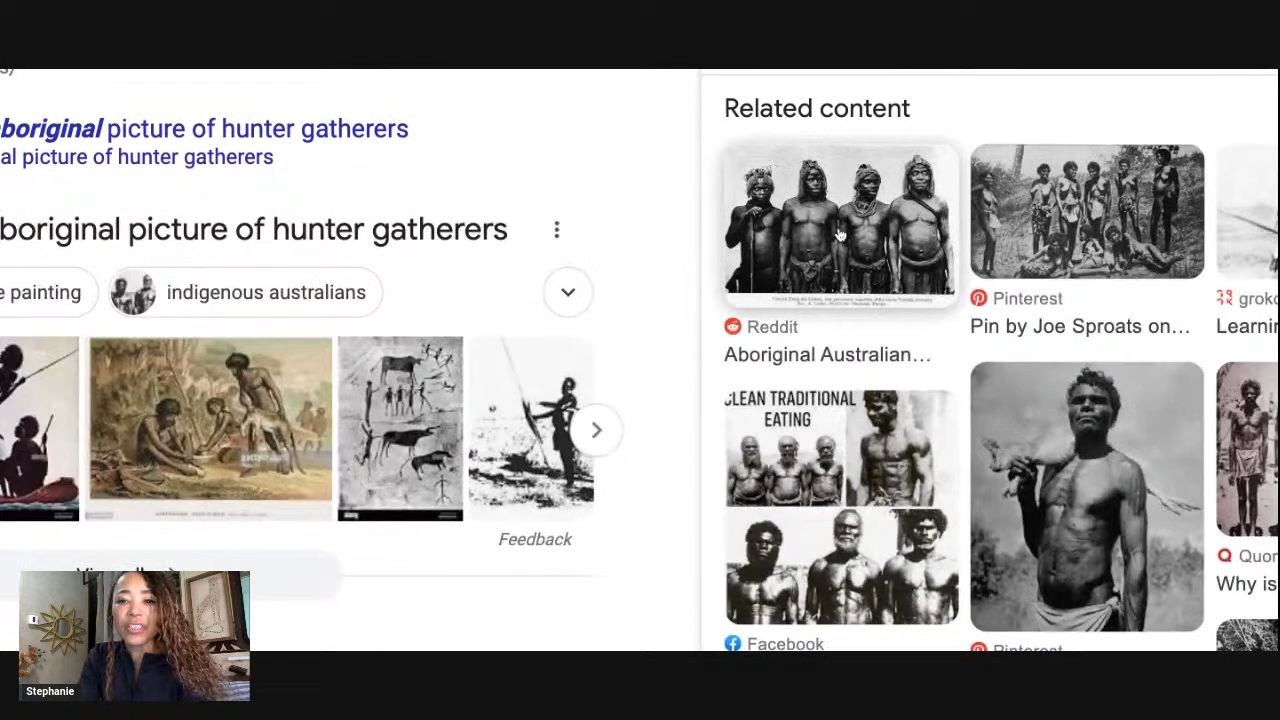 boriginal picture of hunter gatherers
al picture of hunter gatherers
boriginal picture of hunter gatherers
e painting
indigenous australians
Feedback
Stephanie
Related content
Reddit
Aboriginal Australian...
Pinterest
Pin by Joe Sproats on...
grok
Learnin
CLEAN TRADITIONAL
EATING
Facebook
Pinterest
Quor
Why is